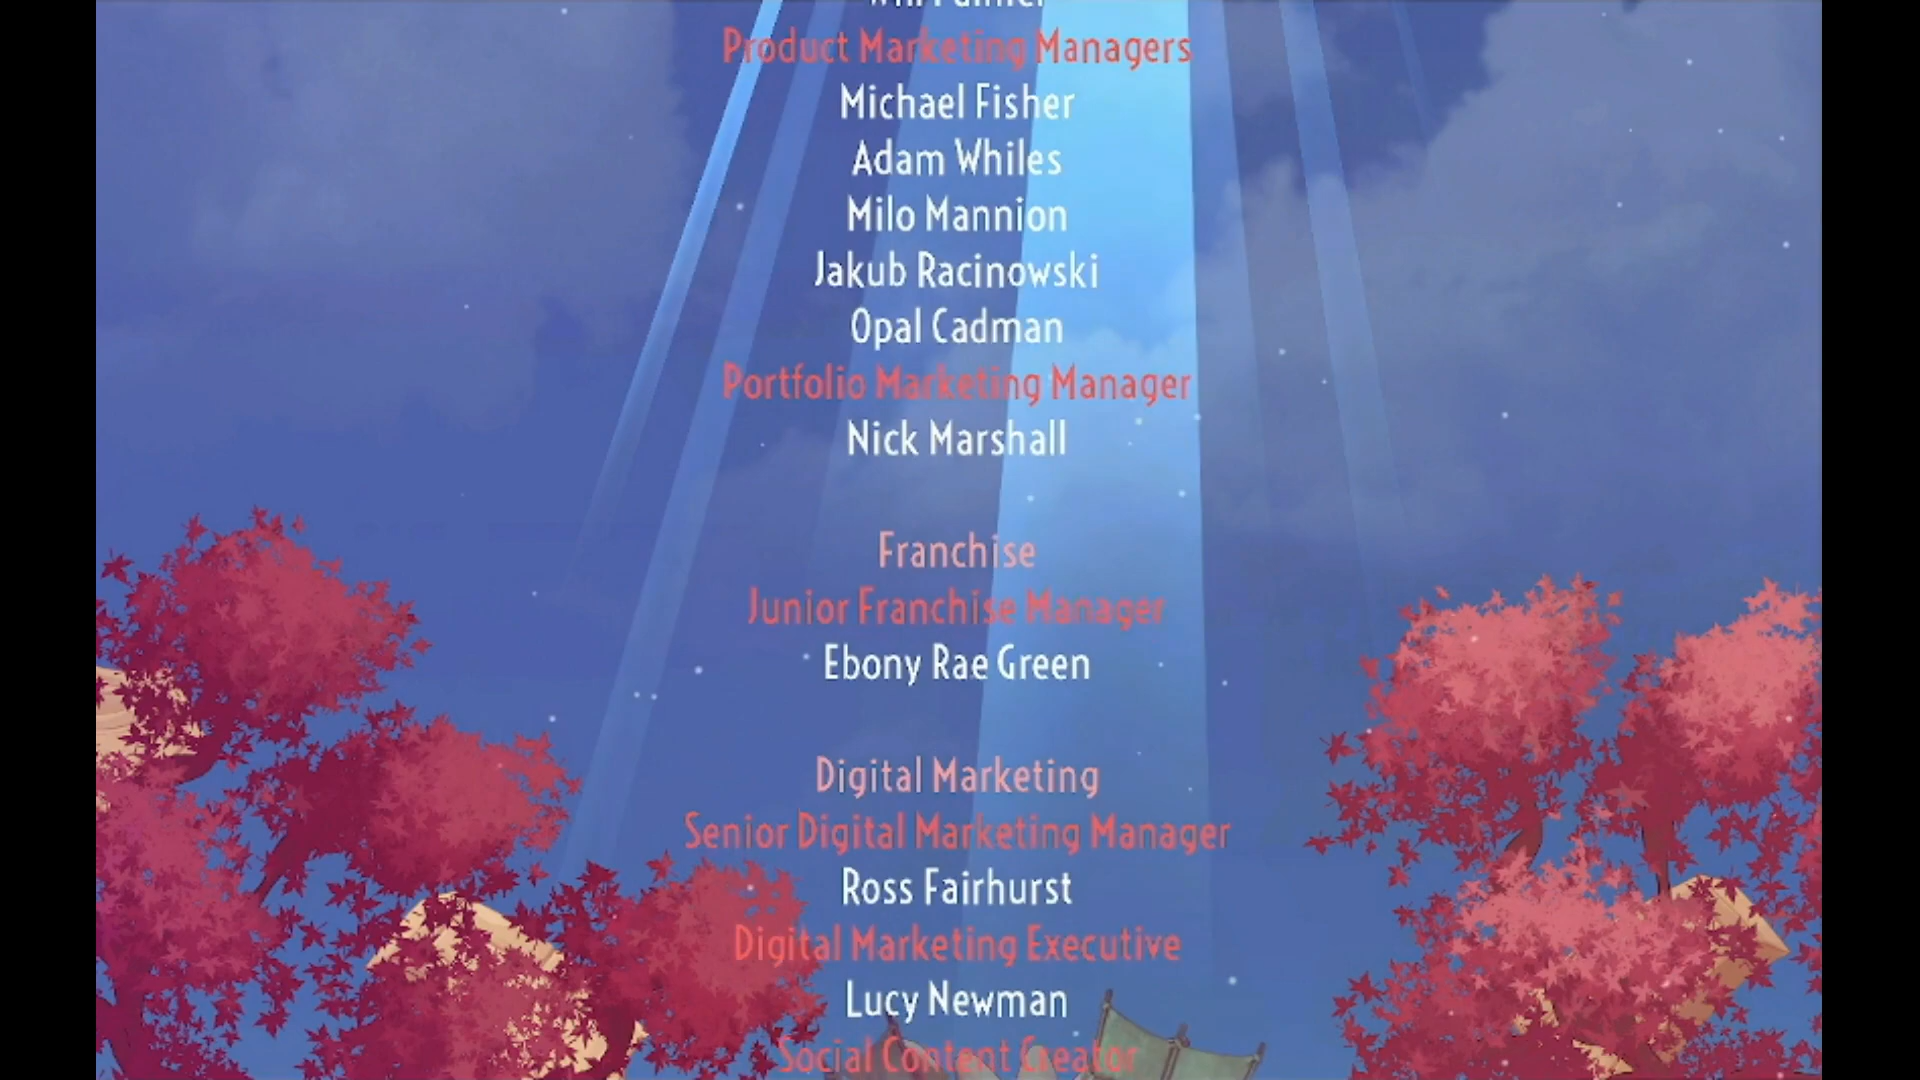 Product Marketing Managers
Michael Fisher
Adam Whiles
Milo Mannion
Jakub Racinowski
Opal Cadman
Portfolio Marketing Manager
Nick Marshall
Franchise
Junior Franchise Manager
Ebony Rae Green
Digital Marketing
Senior Digital Marketing Manager
Ross Fairhurst
Digital Marketing Executive
Lucy Newman
Social Content Creator